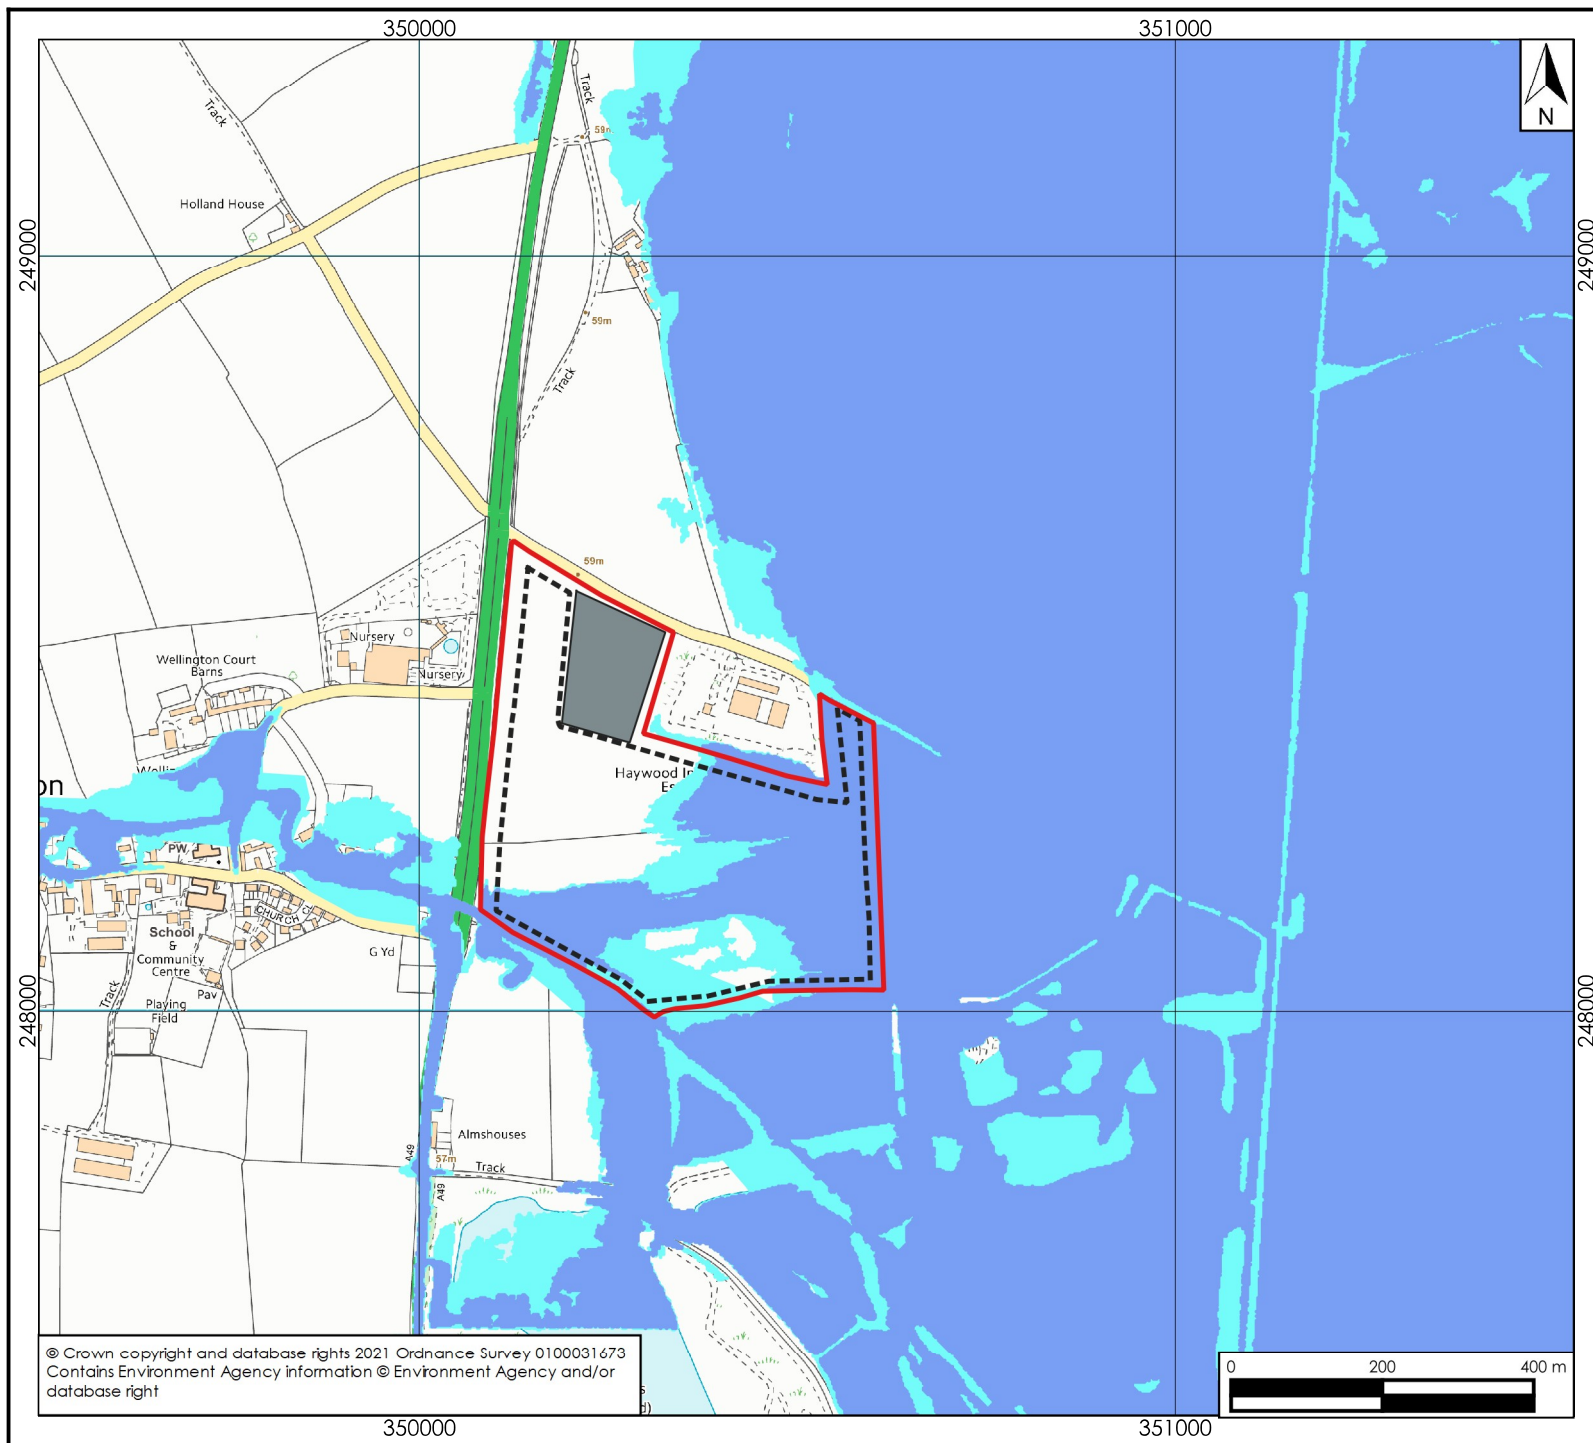 350000
351000
N
Track
Track
59m
Holland House
249000
249000
59m
Track
59m
Nursery
Wellington Court
Barns
Nursery
Haywood In
Es
on
PW
CHURCH
School
&
Community
Centre
G Yd
Track
Pav
Playing
Field
248000
248000
Almshouses
A49
57m
Track
A49
© Crown copyright and database rights 2021 Ordnance Survey 0100031673
Contains Environment Agency information © Environment Agency and/or
database right
0 200 400 m
350000
351000